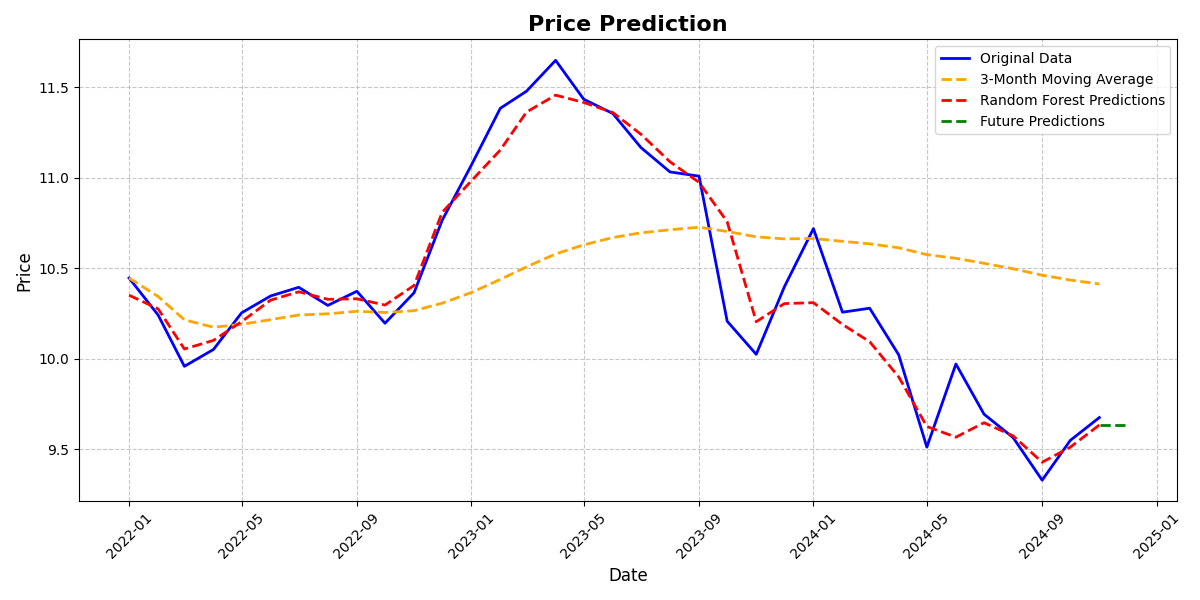 Price Prediction
Original Data
3-Month Moving Average
Random Forest Predictions
Future Predictions
Price
11.5
11.0
10.5
10.0
9.5
2022-01
2022-05
2022-09
2023-01
2023-05
2023-09
2024-01
2024-05
2024-09
2025-01
Date